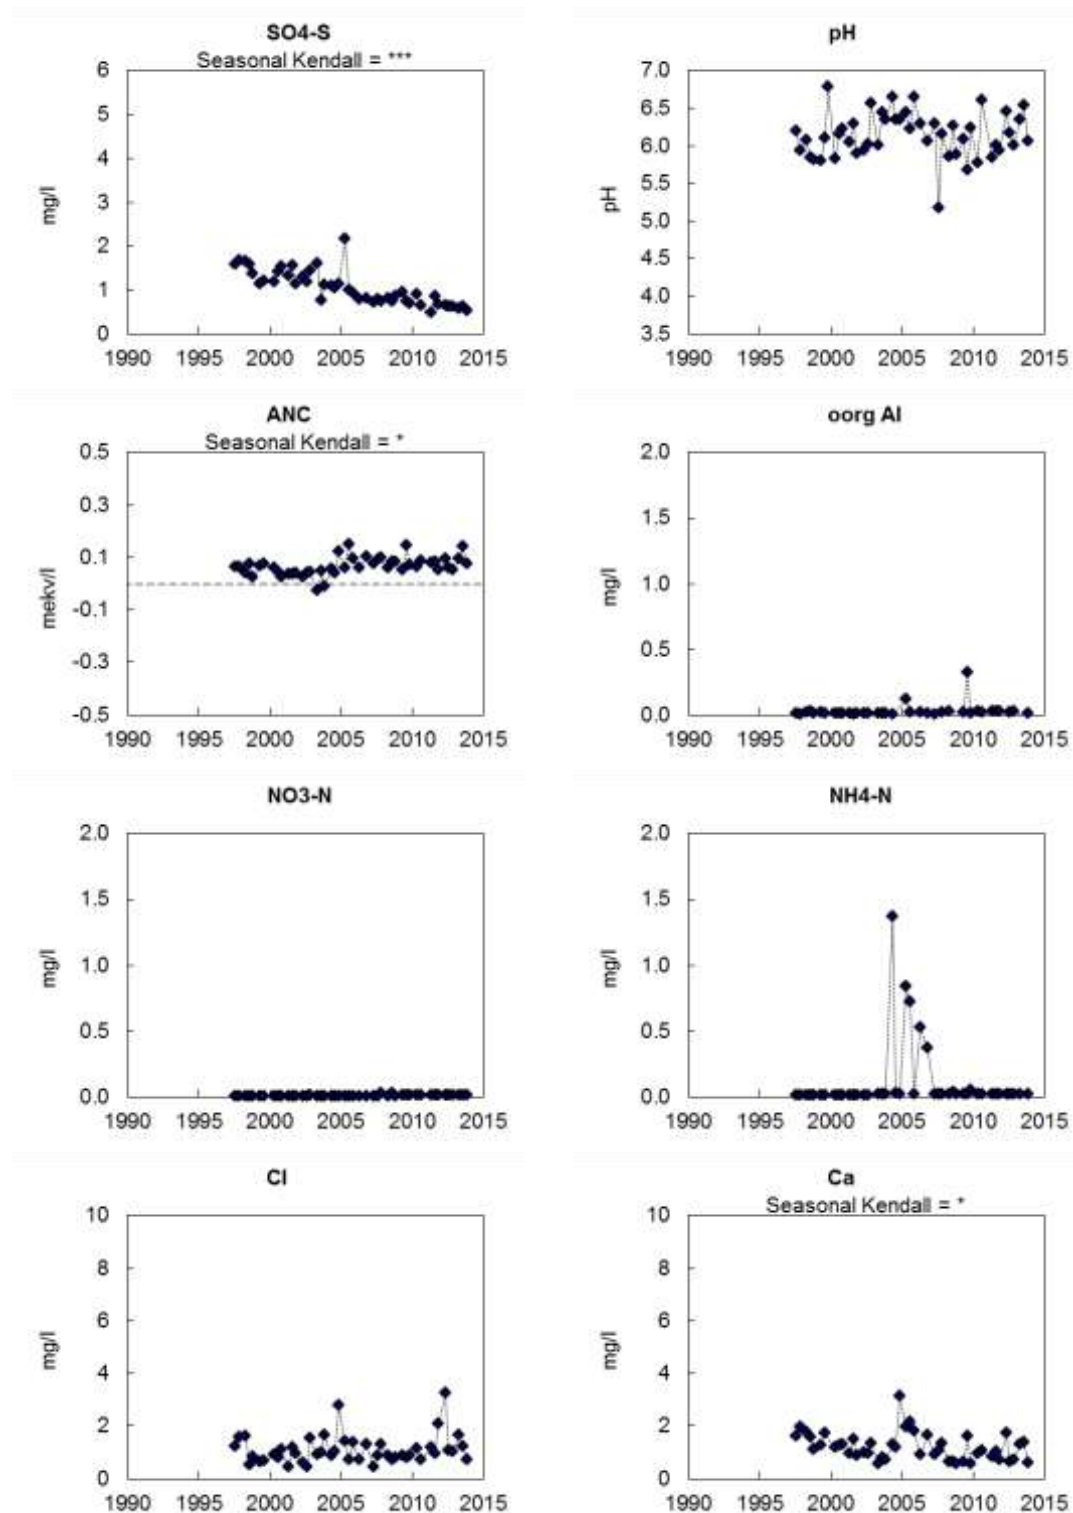 SO4-S
Seasonal Kendall = ***
6
5
4
3
2
1
0
mg/l
1990 1995 2000 2005 2010 2015
pH
7.0
6.5
6.0
5.5
5.0
4.5
4.0
3.5
pH
1990 1995 2000 2005 2010 2015
ANC
Seasonal Kendall = *
0.5
0.3
0.1
-0.1
-0.3
-0.5
mekv/l
1990 1995 2000 2005 2010 2015
oorg Al
2.0
1.5
1.0
0.5
0.0
mg/l
1990 1995 2000 2005 2010 2015
NO3-N
2.0
1.5
1.0
0.5
0.0
mg/l
1990 1995 2000 2005 2010 2015
NH4-N
2.0
1.5
1.0
0.5
0.0
mg/l
1990 1995 2000 2005 2010 2015
Cl
10
8
6
4
2
0
mg/l
1990 1995 2000 2005 2010 2015
Ca
Seasonal Kendall = *
10
8
6
4
2
0
mg/l
1990 1995 2000 2005 2010 2015